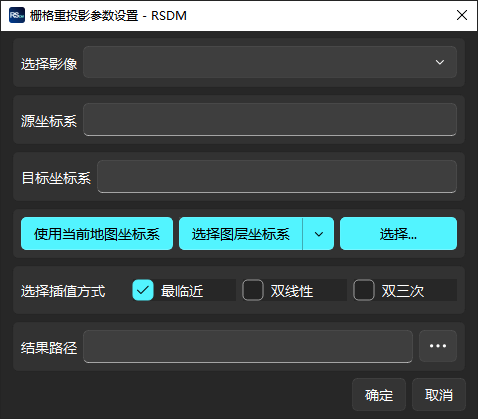 栅格重投影参数设置 - RSDM
选择影像
源坐标系
目标坐标系
使用当前地图坐标系 选择图层坐标系 选择...
选择插值方式 最临近 双线性 双三次
结果路径 ...
确定 取消